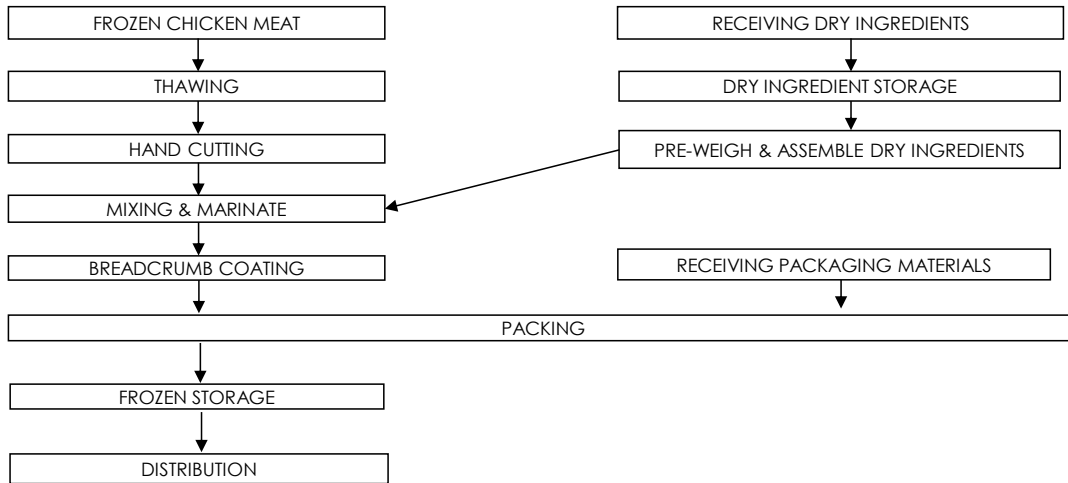 FROZEN CHICKEN MEAT
RECEIVING DRY INGREDIENTS
THAWING
DRY INGREDIENT STORAGE
HAND CUTTING
PRE-WEIGH & ASSEMBLE DRY INGREDIENTS
MIXING & MARINATE
BREADCRUMB COATING
RECEIVING PACKAGING MATERIALS
PACKING
FROZEN STORAGE
DISTRIBUTION